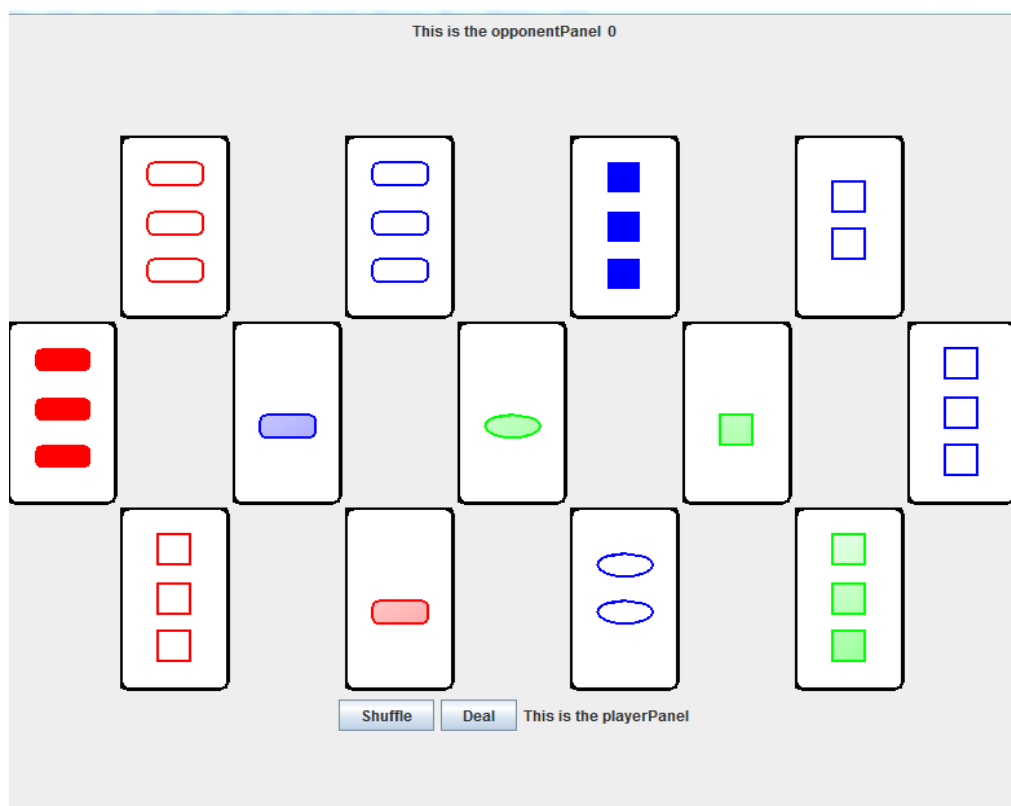 This is the opponentPanel 0
Shuffle
Deal
This is the playerPanel